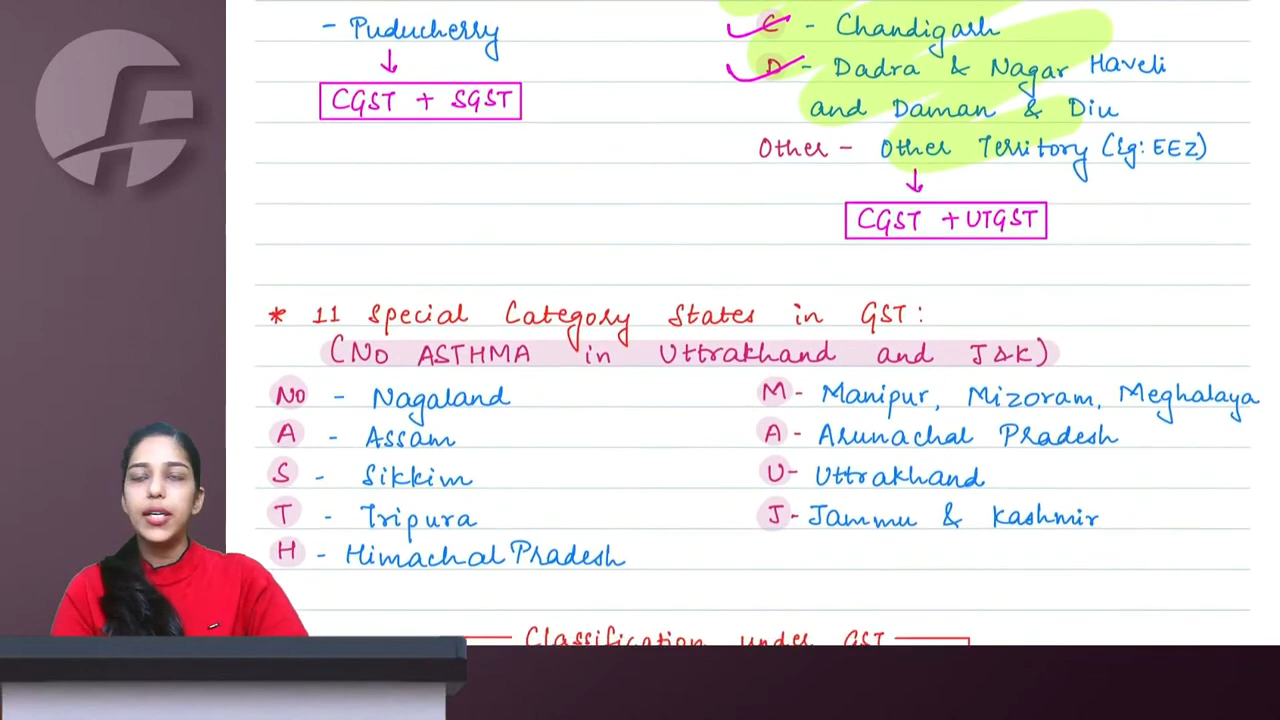 - Puducherry
CGST + SGST
C - Chandigarh
D - Dadra & Nagar Haveli
and Daman & Diu
Other - Other Territory (Eg: EEZ)
CGST + UTGST
* 11 Special Category States in GST:
(No ASTHMA in Uttrakhand and J&K)
No - Nagaland
A - Assam
S - Sikkim
T - Tripura
H - Himachal Pradesh
M - Manipur, Mizoram, Meghalaya
A - Arunachal Pradesh
U - Uttrakhand
J - Jammu & Kashmir
Classification under GST